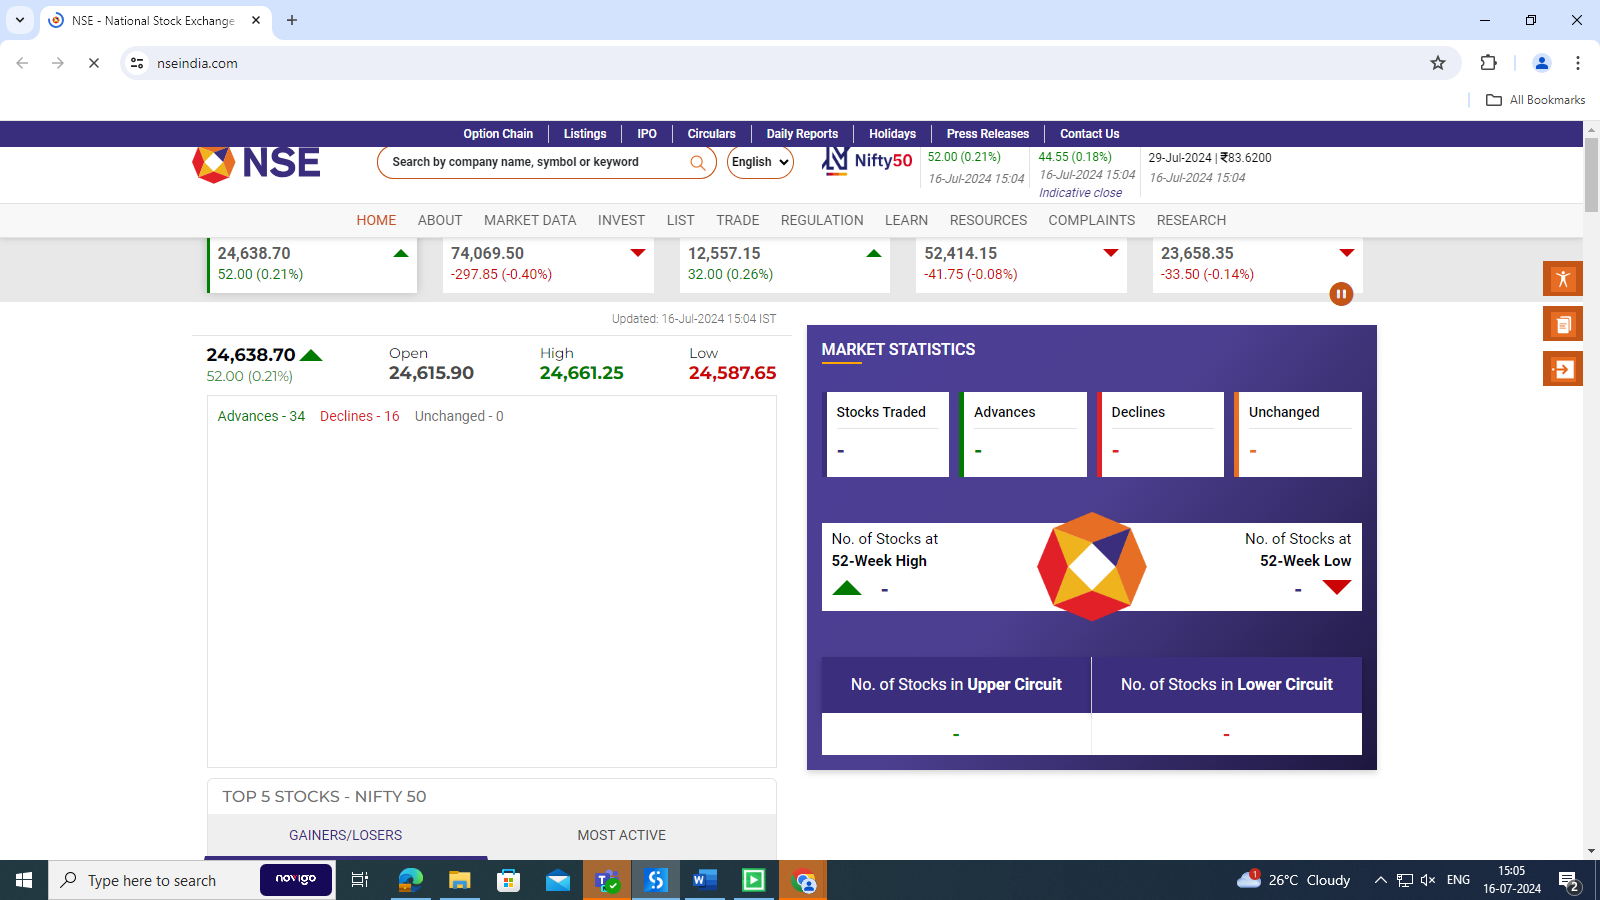 NSE - National Stock Exchange
nseindia.com
All Bookmarks
Option Chain
Listings
IPO
Circulars
Daily Reports
Holidays
Press Releases
Contact Us
NSE
Search by company name, symbol or keyword
English
Nifty50
52.00 (0.21%)
16-Jul-2024 15:04
44.55 (0.18%)
16-Jul-2024 15:04
Indicative close
29-Jul-2024 | ₹83.6200
16-Jul-2024 15:04
HOME
ABOUT
MARKET DATA
INVEST
LIST
TRADE
REGULATION
LEARN
RESOURCES
COMPLAINTS
RESEARCH
24,638.70
52.00 (0.21%)
74,069.50
-297.85 (-0.40%)
12,557.15
32.00 (0.26%)
52,414.15
-41.75 (-0.08%)
23,658.35
-33.50 (-0.14%)
Updated: 16-Jul-2024 15:04 IST
24,638.70
52.00 (0.21%)
Open
24,615.90
High
24,661.25
Low
24,587.65
Advances - 34
Declines - 16
Unchanged - 0
MARKET STATISTICS
Stocks Traded
-
Advances
-
Declines
-
Unchanged
-
No. of Stocks at
52-Week High
-
No. of Stocks at
52-Week Low
-
No. of Stocks in Upper Circuit
No. of Stocks in Lower Circuit
-
-
TOP 5 STOCKS - NIFTY 50
GAINERS/LOSERS
MOST ACTIVE
Type here to search
novigo
1
26°C Cloudy
ENG
15:05
16-07-2024
2